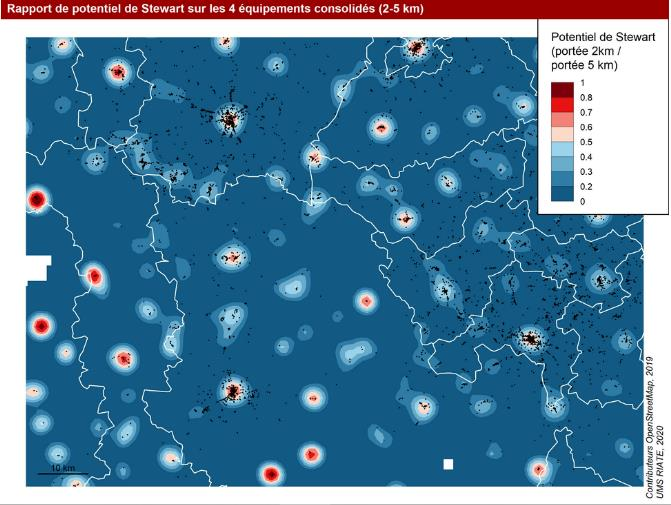 Rapport de potentiel de Stewart sur les 4 équipements consolidés (2-5 km)
Potentiel de Stewart
(portée 2km /
portée 5 km)
1
0.8
0.7
0.6
0.5
0.4
0.3
0.2
0
10 km
Contributeurs OpenStreetMap, 2019
UMS RIATE, 2020